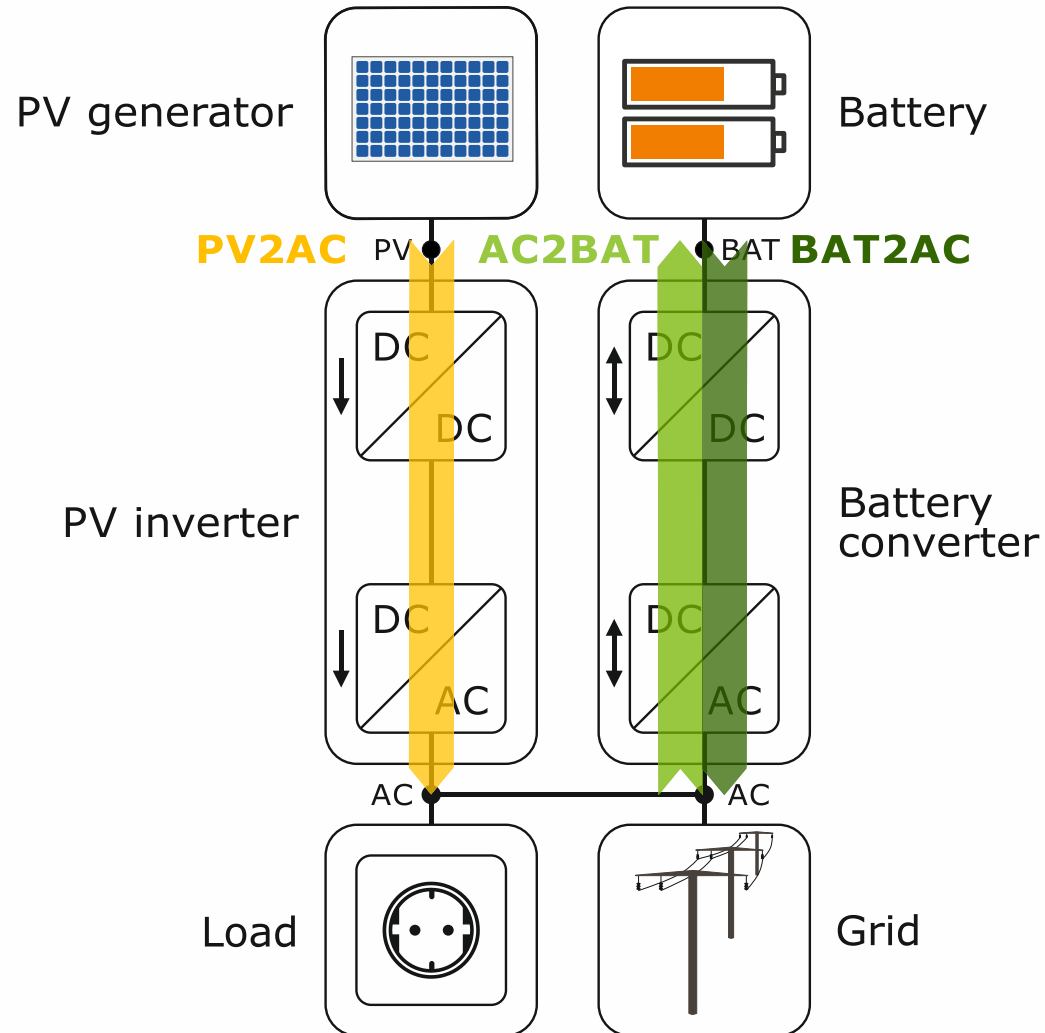 PV generator
Battery
PV2AC
PV
AC2BAT
BAT
BAT2AC
DC
DC
DC
DC
PV inverter
Battery
converter
DC
AC
DC
AC
AC
AC
Load
Grid